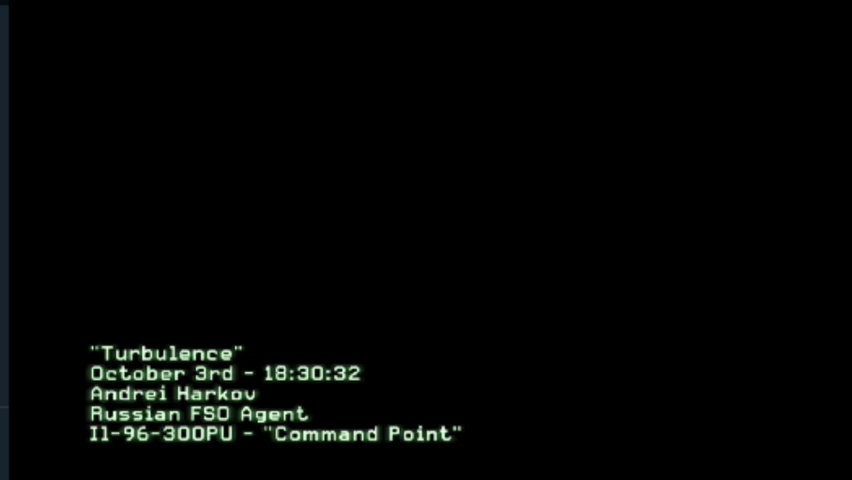 "Turbulence"
October 3rd - 18:30:32
Andrei Harkov
Russian FSO Agent
Il-96-300PU - "Command Point"